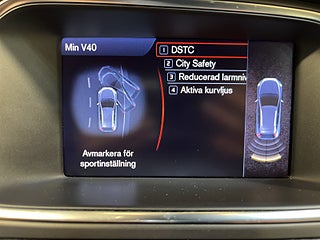 Min V40
1 DSTC
2 City Safety
3 Reducerad larmniv
4 Aktiva kurvljus
Avmarkera för
sportinställning